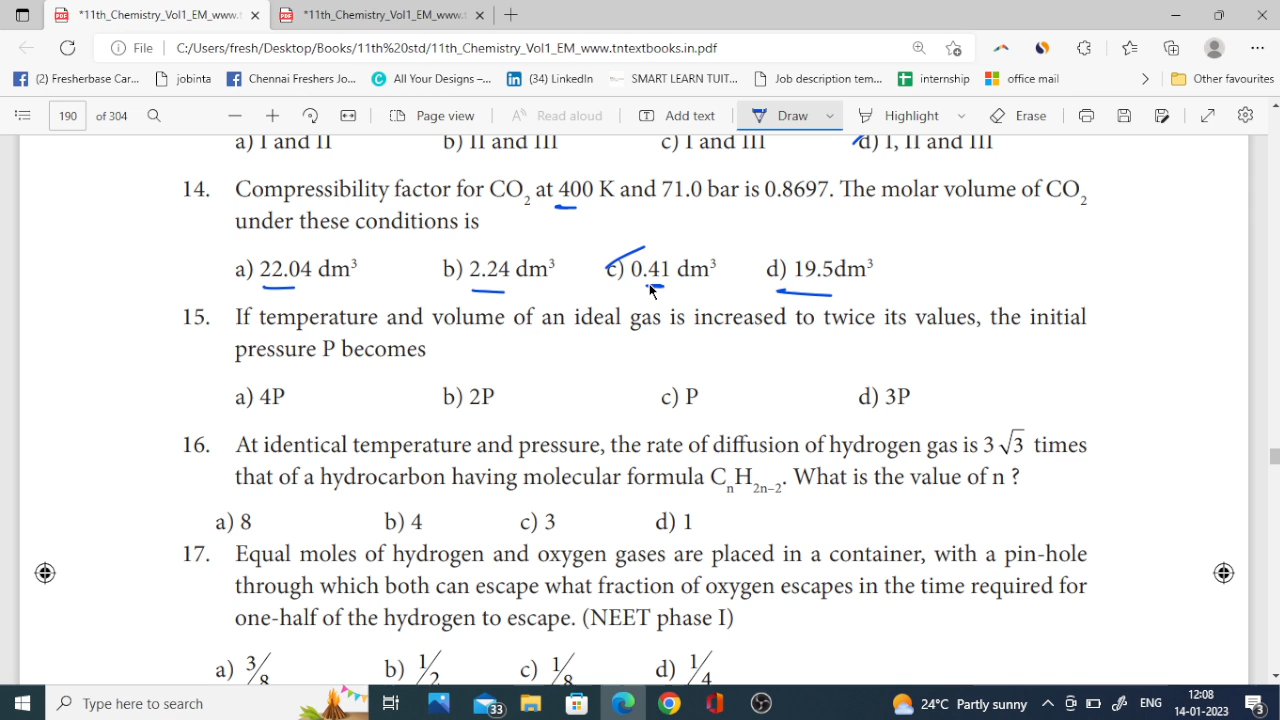 *11th_Chemistry_Vol1_EM_www.t
*11th_Chemistry_Vol1_EM_www.t
File
C:/Users/fresh/Desktop/Books/11th%20std/11th_Chemistry_Vol1_EM_www.tntextbooks.in.pdf
(2) Fresherbase Car...
jobinta
Chennai Freshers Jo...
All Your Designs –...
(34) LinkedIn
SMART LEARN TUIT...
Job description tem...
internship
office mail
Other favourites
190 of 304
Page view
Read aloud
Add text
Draw
Highlight
Erase
a) I and II b) II and III c) I and III d) I, II and III
14. Compressibility factor for CO₂ at 400 K and 71.0 bar is 0.8697. The molar volume of CO₂
under these conditions is
a) 22.04 dm³ b) 2.24 dm³ c) 0.41 dm³ d) 19.5dm³
15. If temperature and volume of an ideal gas is increased to twice its values, the initial
pressure P becomes
a) 4P b) 2P c) P d) 3P
16. At identical temperature and pressure, the rate of diffusion of hydrogen gas is 3√3 times
that of a hydrocarbon having molecular formula CₙH₂ₙ₋₂. What is the value of n ?
a) 8 b) 4 c) 3 d) 1
17. Equal moles of hydrogen and oxygen gases are placed in a container, with a pin-hole
through which both can escape what fraction of oxygen escapes in the time required for
one-half of the hydrogen to escape. (NEET phase I)
a) 3/8 b) 1/2 c) 1/8 d) 1/4
Type here to search
33
24°C Partly sunny
ENG
12:08
14-01-2023
3